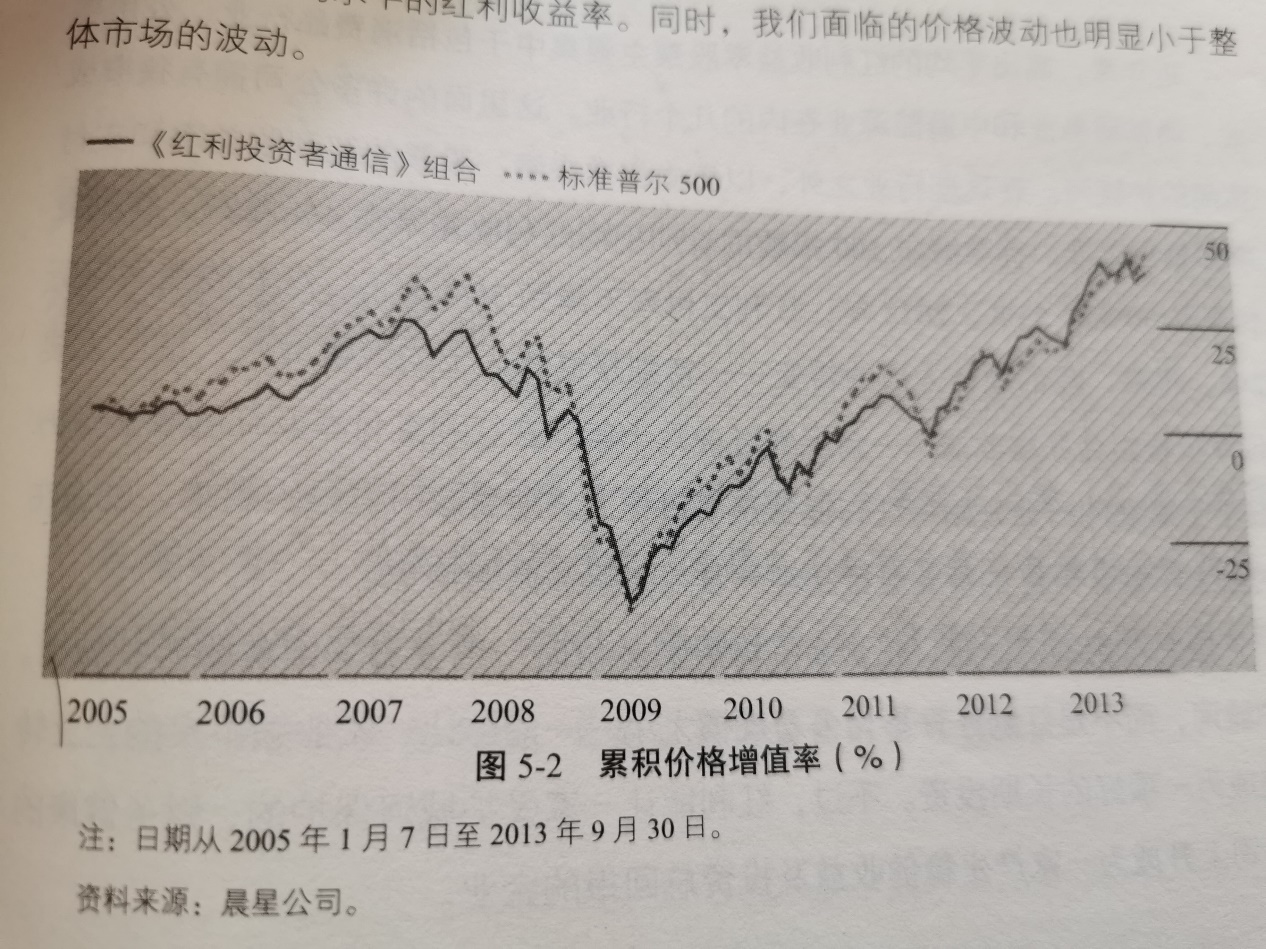 的红利收益率。同时，我们面临的价格波动也明显小于整
体市场的波动。
《红利投资者通信》组合 标准普尔 500
50
25
0
-25
2005 2006 2007 2008 2009 2010 2011 2012 2013
图 5-2 累积价格增值率（%）
注：日期从 2005 年 1 月 7 日至 2013 年 9 月 30 日。
资料来源：晨星公司。